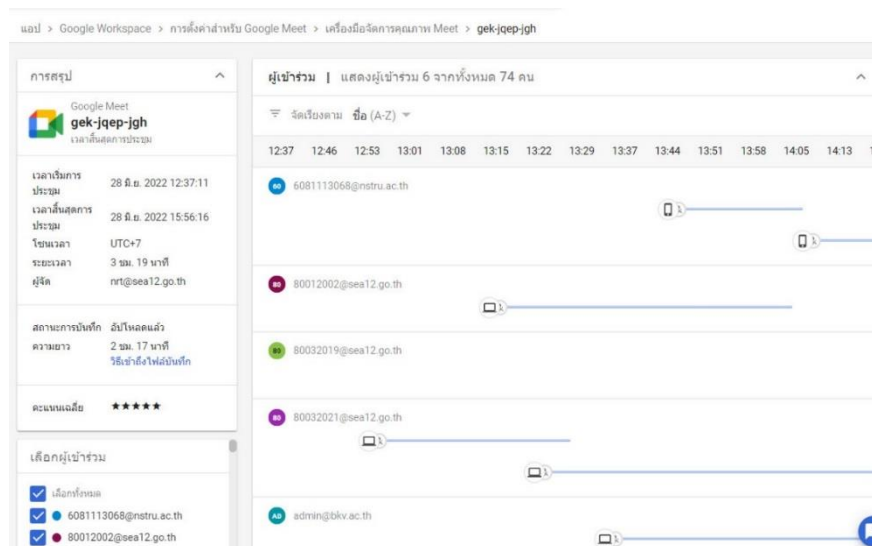 แอป > Google Workspace > การตั้งค่าสำหรับ Google Meet > เครื่องมือจัดการคุณภาพ Meet > gek-jqep-jgh
การสรุป
Google Meet
gek-jqep-jgh
เวลาสิ้นสุดการประชุม
เวลาเริ่มการประชุม 28 มิ.ย. 2022 12:37:11
เวลาสิ้นสุดการประชุม 28 มิ.ย. 2022 15:56:16
โซนเวลา UTC+7
ระยะเวลา 3 ชม. 19 นาที
ผู้จัด nrt@sea12.go.th
สถานะการบันทึก อัปโหลดแล้ว
ความยาว 2 ชม. 17 นาที
วิธีเข้าถึงไฟล์บันทึก
คะแนนเฉลี่ย ★★★★★
เลือกผู้เข้าร่วม
เลือกทั้งหมด
6081113068@nstru.ac.th
80012002@sea12.go.th
ผู้เข้าร่วม | แสดงผู้เข้าร่วม 6 จากทั้งหมด 74 คน
จัดเรียงตาม ชื่อ (A-Z)
12:37 12:46 12:53 13:01 13:08 13:15 13:22 13:29 13:37 13:44 13:51 13:58 14:05 14:13
60 6081113068@nstru.ac.th
80 80012002@sea12.go.th
80 80032019@sea12.go.th
80 80032021@sea12.go.th
AD admin@bkv.ac.th